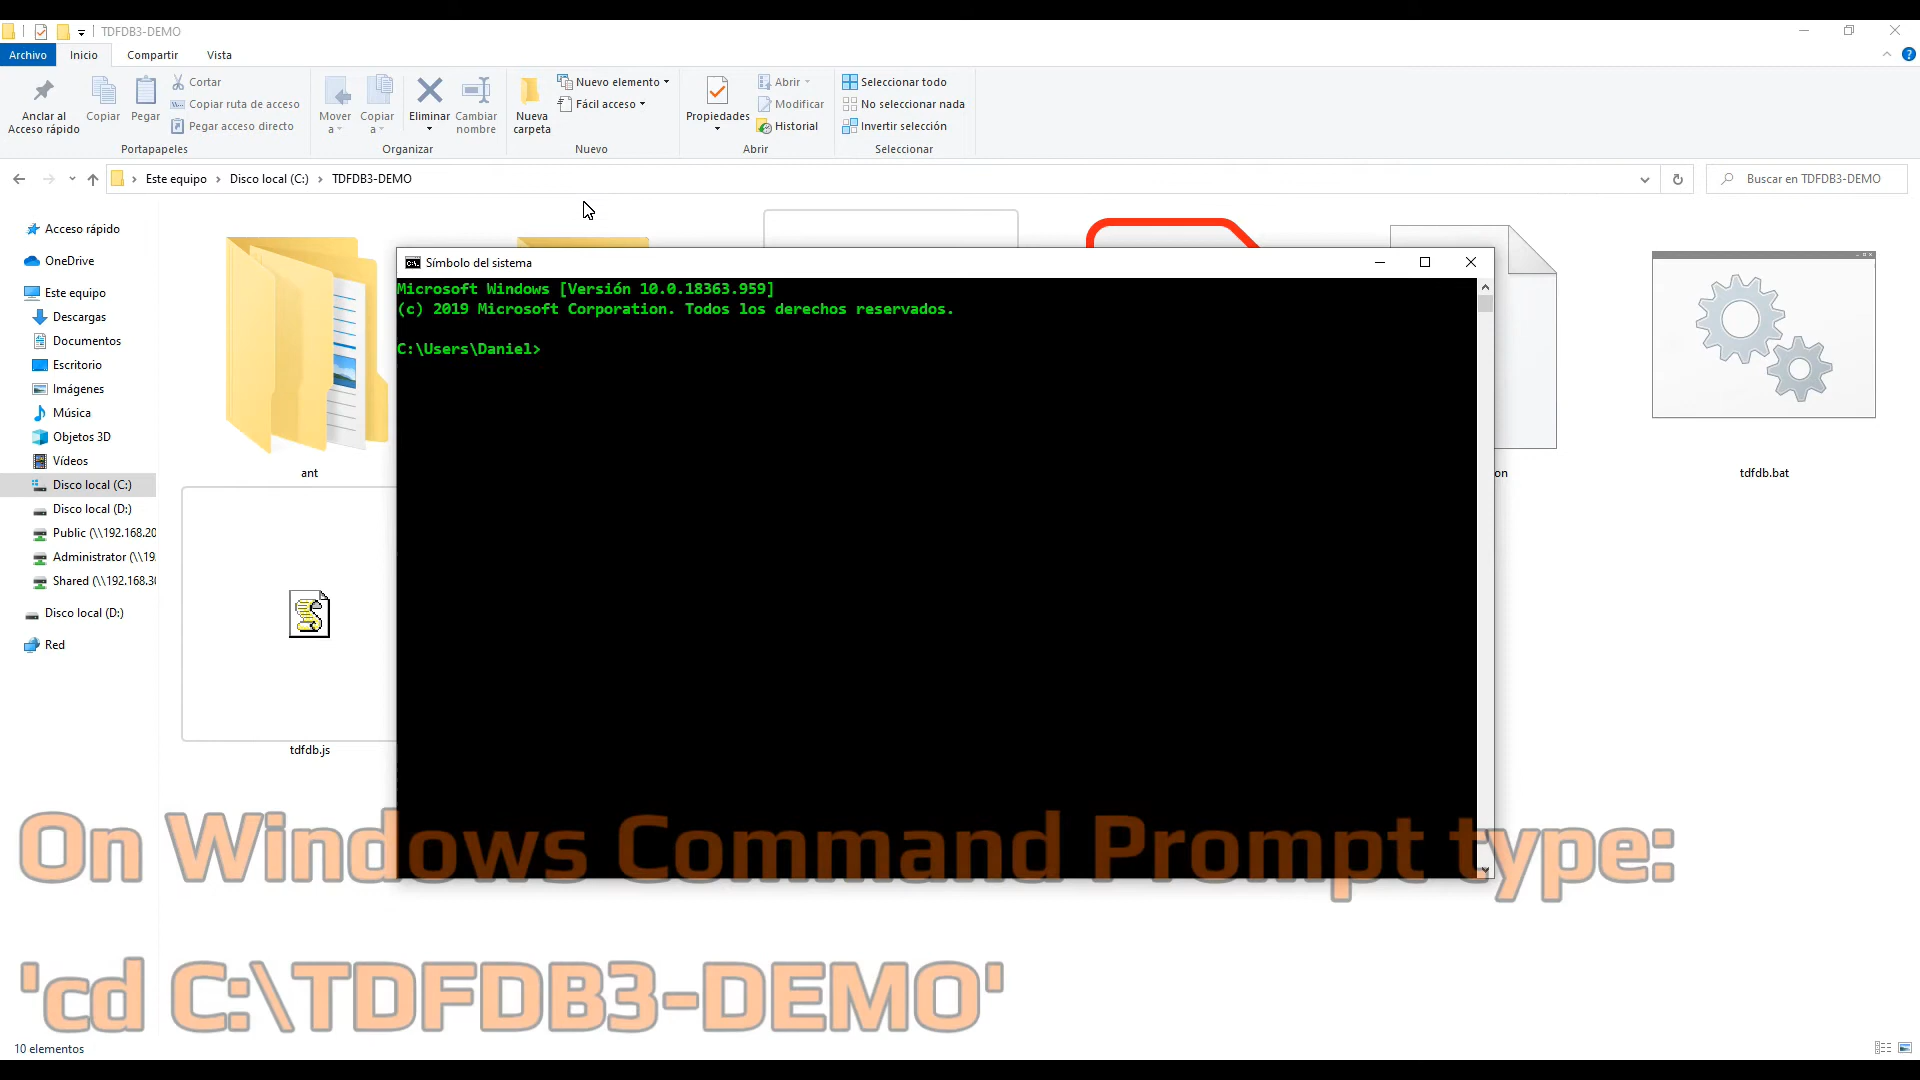 TDFDB3-DEMO
Archivo Inicio Compartir Vista
Anclar al Acceso rápido
Copiar
Pegar
Cortar
Copiar ruta de acceso
Pegar acceso directo
Portapapeles
Mover a
Copiar a
Eliminar
Cambiar nombre
Organizar
Nueva carpeta
Nuevo elemento
Fácil acceso
Nuevo
Propiedades
Abrir
Modificar
Historial
Abrir
Seleccionar todo
No seleccionar nada
Invertir selección
Seleccionar
Este equipo > Disco local (C:) > TDFDB3-DEMO
Buscar en TDFDB3-DEMO
Acceso rápido
OneDrive
Este equipo
Descargas
Documentos
Escritorio
Imágenes
Música
Objetos 3D
Vídeos
Disco local (C:)
Disco local (D:)
Public (\\192.168.20
Administrator (\\19.
Shared (\\192.168.30
Disco local (D:)
Red
ant
on
tdfdb.bat
tdfdb.js
Símbolo del sistema
Microsoft Windows [Versión 10.0.18363.959]
(c) 2019 Microsoft Corporation. Todos los derechos reservados.
C:\Users\Daniel>
On Windows Command Prompt type:
'cd C:\TDFDB3-DEMO'
10 elementos